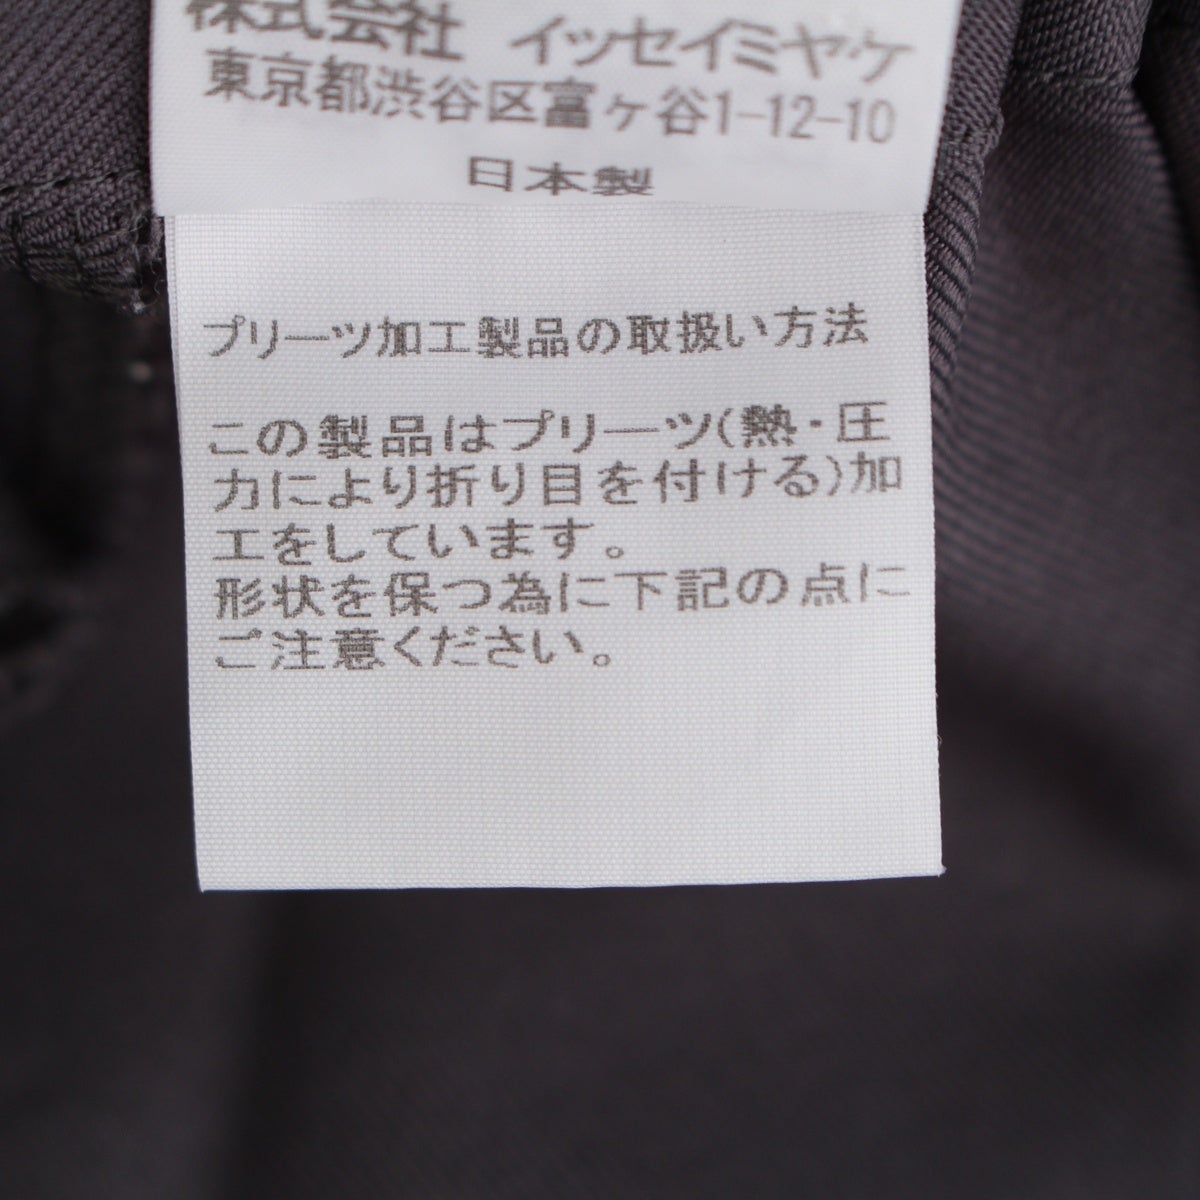 株式会社 イッセイミヤケ
東京都渋谷区富ヶ谷1-12-10
日本製
プリーツ加工製品の取扱い方法
この製品はプリーツ(熱・圧
力により折り目を付ける)加
工をしています。
形状を保つ為に下記の点に
ご注意ください。